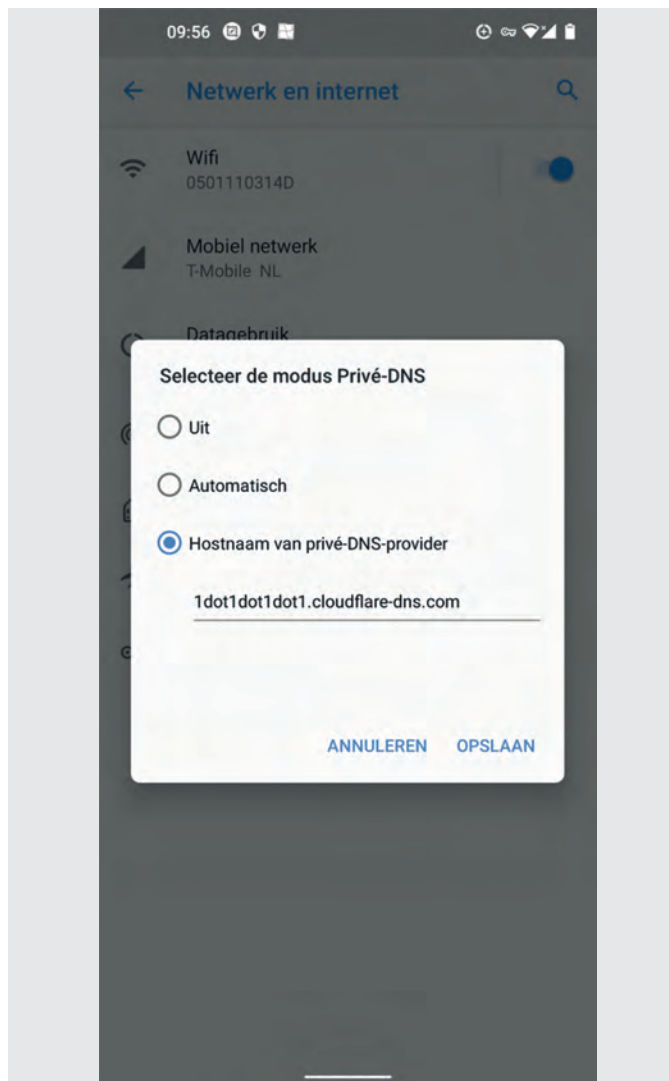 09:56
Netwerk en internet
Wifi
0501110314D
Mobiel netwerk
T-Mobile NL
Datagebruik
Selecteer de modus Privé-DNS
Uit
Automatisch
Hostnaam van privé-DNS-provider
1dot1dot1dot1.cloudflare-dns.com
ANNULEREN OPSLAAN